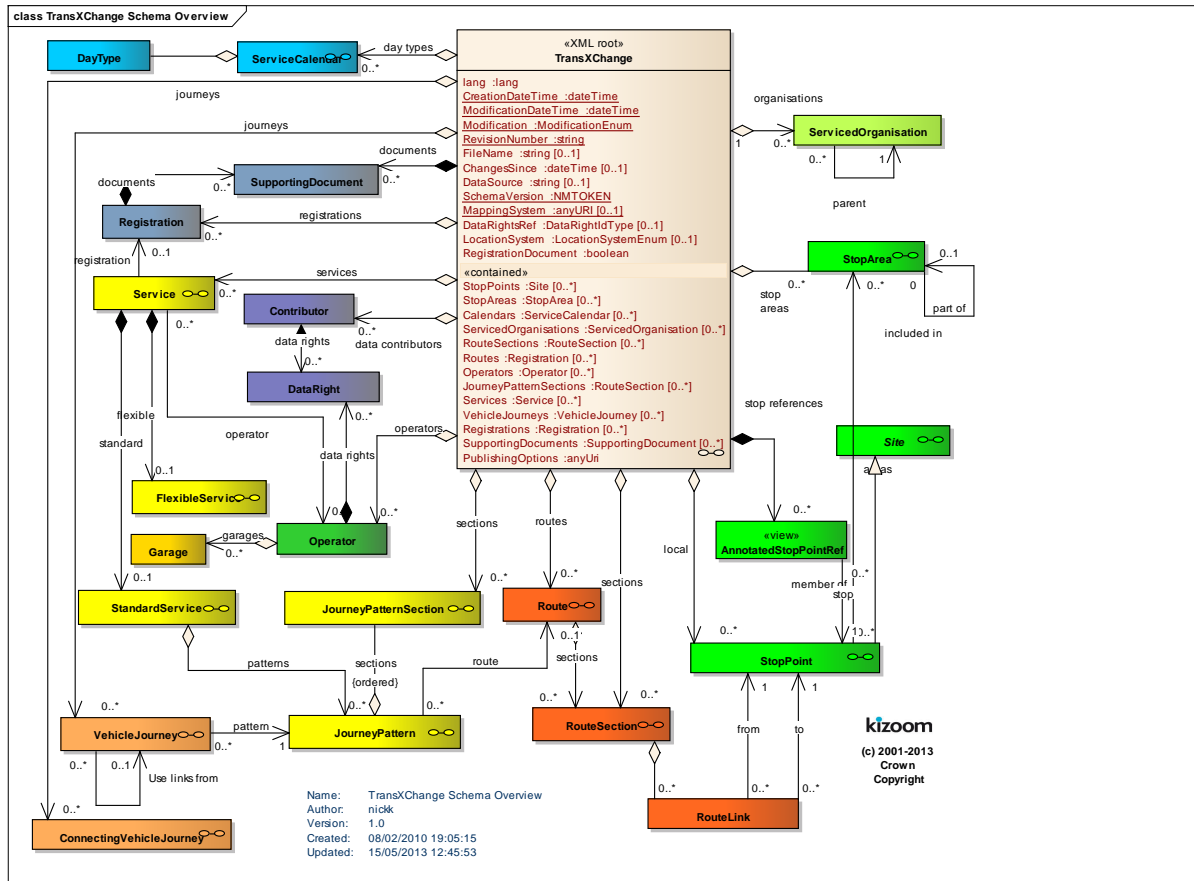 class TransXChange Schema Overview
DayType
ServiceCalendar
day types
0..*
journeys
journeys
«XML root»
TransXChange
lang :lang
CreationDateTime :dateTime
ModificationDateTime :dateTime
Modification :ModificationEnum
RevisionNumber :string
FileName :string [0..1]
ChangesSince :dateTime [0..1]
DataSource :string [0..1]
SchemaVersion :NMTOKEN
MappingSystem :anyURI [0..1]
DataRightsRef :DataRightIdType [0..1]
LocationSystem :LocationSystemEnum [0..1]
RegistrationDocument :boolean
«contained»
StopPoints :Site [0..*]
StopAreas :StopArea [0..*]
Calendars :ServiceCalendar [0..*]
ServicedOrganisations :ServicedOrganisation [0..*]
RouteSections :RouteSection [0..*]
Routes :Registration [0..*]
Operators :Operator [0..*]
JourneyPatternSections :RouteSection [0..*]
Services :Service [0..*]
VehicleJourneys :VehicleJourney [0..*]
Registrations :Registration [0..*]
SupportingDocuments :SupportingDocument [0..*]
PublishingOptions :anyUri
organisations
1
0..*
ServicedOrganisation
0..*
1
parent
documents
0..*
documents
0..*
SupportingDocument
Registration
registrations
0..*
0..1
registration
services
0..*
Service
0..*
Contributor
data contributors
0..*
data rights
0..*
DataRight
0..*
StopArea
0..1
0..*
0..*
0
stop
areas
part of
included in
flexible
standard
operator
data rights
operators
stop references
Site
0..1
FlexibleService
0..*
Operator
garages
0..*
Garage
sections
routes
sections
local
0..*
«view»
AnnotatedStopPointRef
0..1
0..*
0..*
0..*
member of
stop
StandardService
JourneyPatternSection
Route
0..1
0..*
1
0..*
StopPoint
patterns
sections
{ordered}
route
sections
0..*
0..*
0..*
0..*
1
1
0..*
VehicleJourney
pattern
0..*
1
JourneyPattern
RouteSection
from
to
0..*
0..1
Use links from
0..*
0..*
0..*
RouteLink
0..*
ConnectingVehicleJourney
kizoom
(c) 2001-2013
Crown
Copyright
Name: TransXChange Schema Overview
Author: nickk
Version: 1.0
Created: 08/02/2010 19:05:15
Updated: 15/05/2013 12:45:53